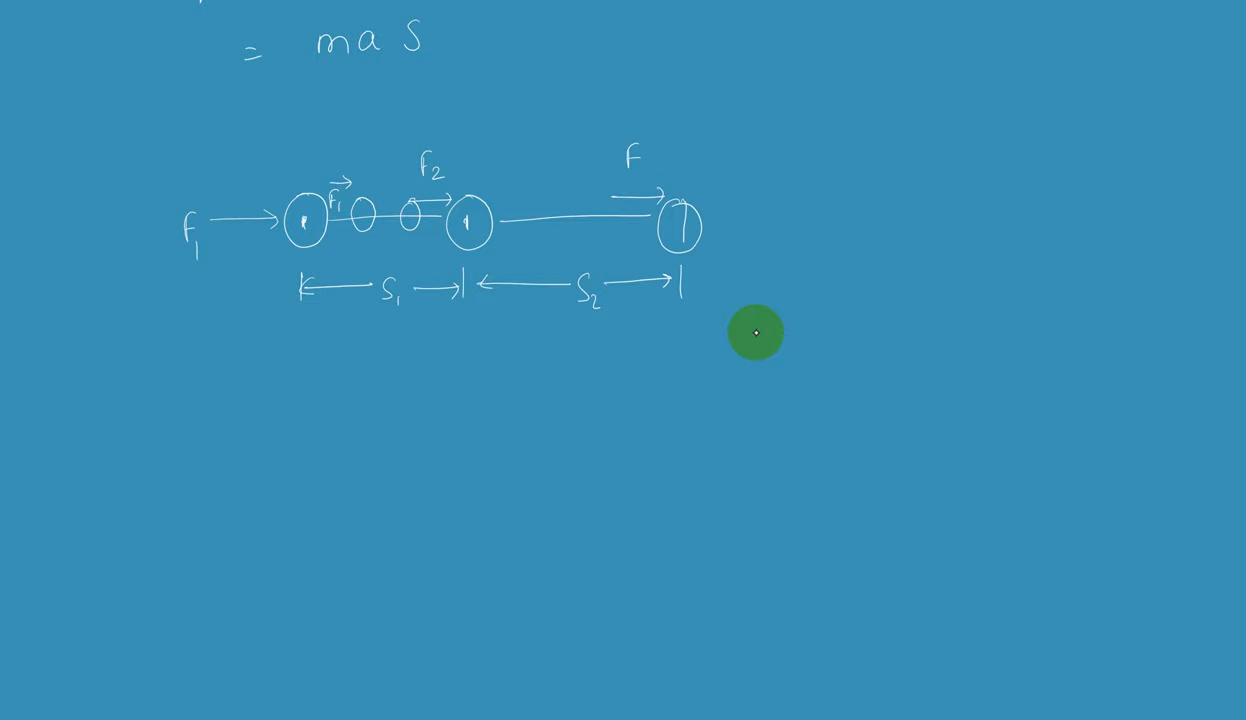 = ma S
F₂ F
F₁ F₁
S₁ S₂